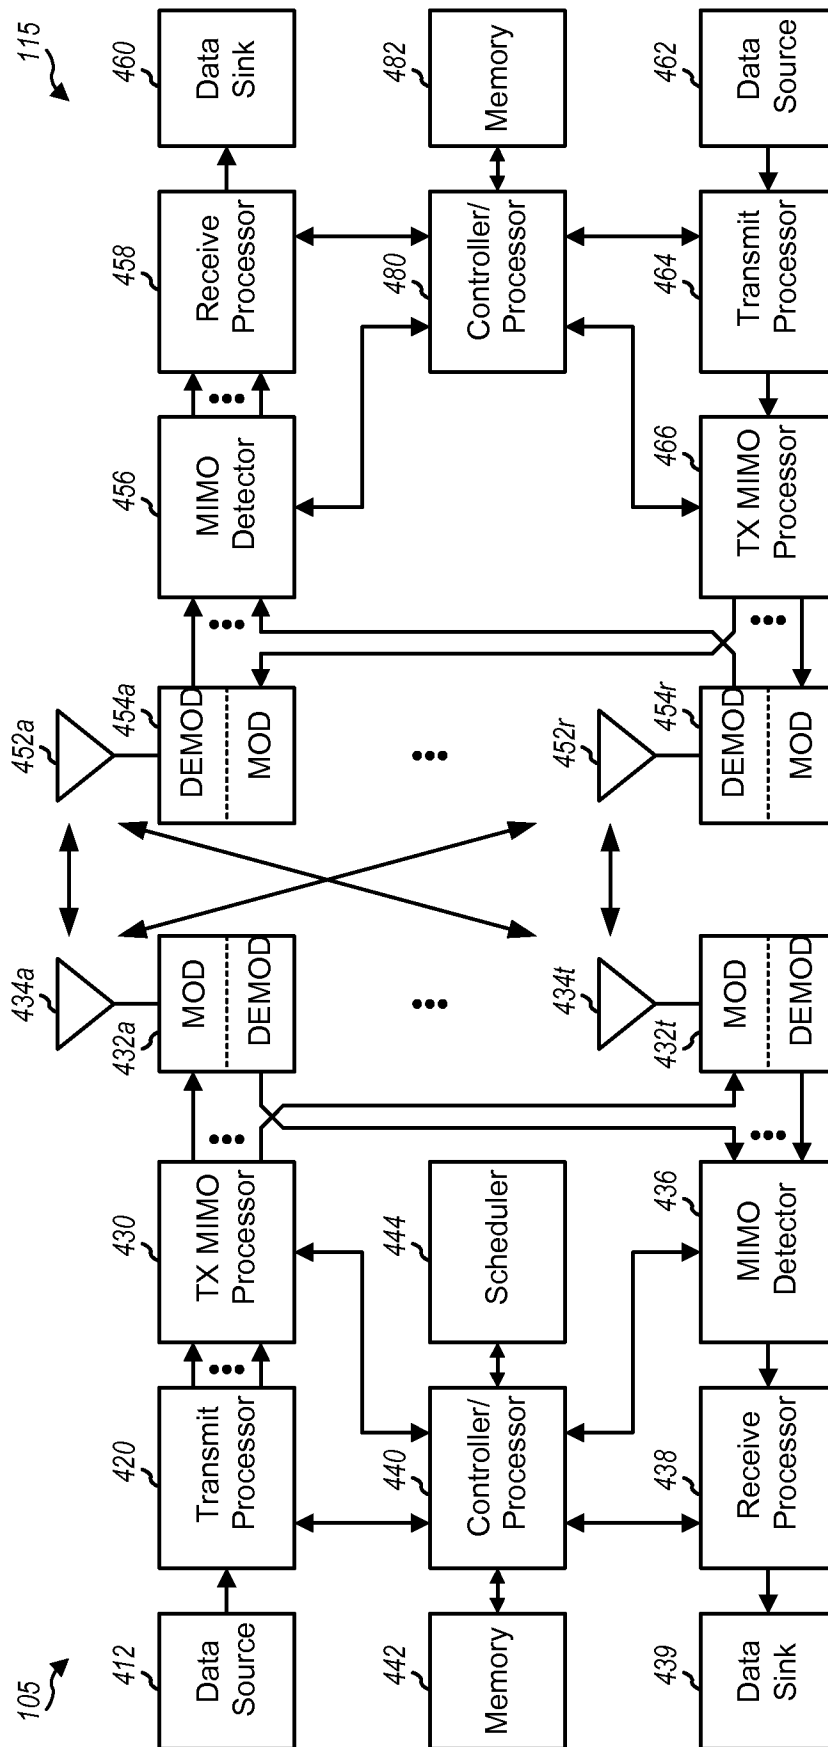 105
115
412
Data
Source
420
Transmit
Processor
•••
430
TX MIMO
Processor
•••
432a
MOD
DEMOD
434a
452a
454a
DEMOD
MOD
•••
456
MIMO
Detector
•••
458
Receive
Processor
460
Data
Sink
442
Memory
440
Controller/
Processor
444
Scheduler
•••
•••
480
Controller/
Processor
482
Memory
439
Data
Sink
438
Receive
Processor
436
MIMO
Detector
•••
432t
MOD
DEMOD
434t
452r
454r
DEMOD
MOD
•••
466
TX MIMO
Processor
464
Transmit
Processor
462
Data
Source